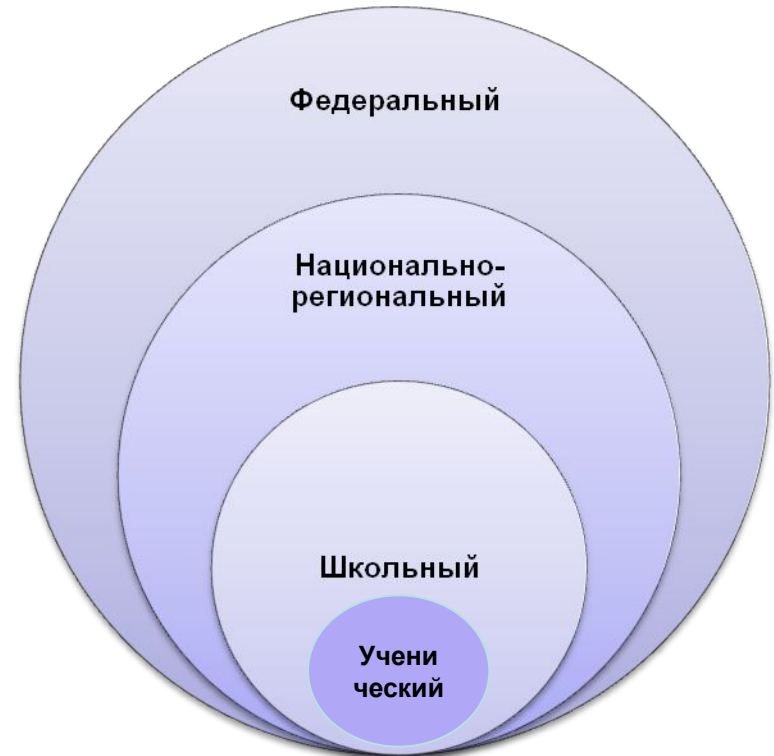 Федеральный
Национально-
региональный
Школьный
Учени
ческий